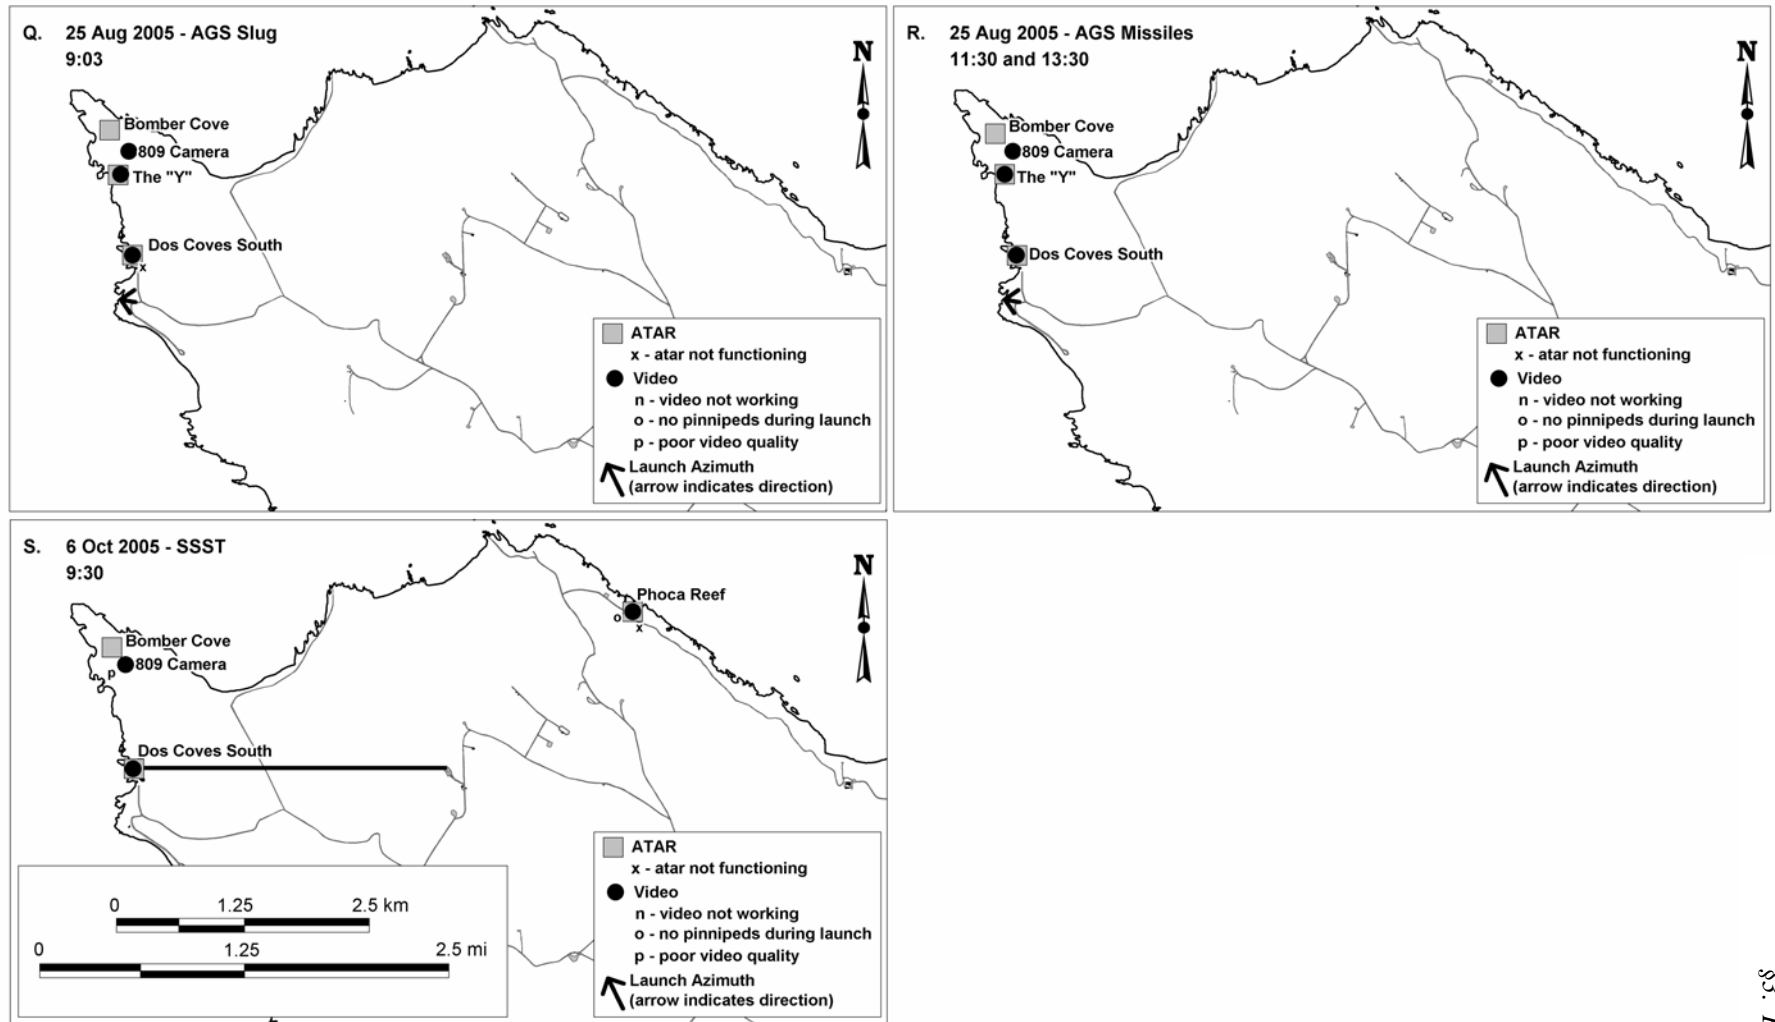 Q. 25 Aug 2005 - AGS Slug
9:03
N
Bomber Cove
809 Camera
The "Y"
Dos Coves South
x
ATAR
x - atar not functioning
Video
n - video not working
o - no pinnipeds during launch
p - poor video quality
Launch Azimuth
(arrow indicates direction)
R. 25 Aug 2005 - AGS Missiles
11:30 and 13:30
N
Bomber Cove
809 Camera
The "Y"
Dos Coves South
ATAR
x - atar not functioning
Video
n - video not working
o - no pinnipeds during launch
p - poor video quality
Launch Azimuth
(arrow indicates direction)
S. 6 Oct 2005 - SSST
9:30
N
Phoca Reef
o
x
Bomber Cove
809 Camera
p
Dos Coves South
0 1.25 2.5 km
0 1.25 2.5 mi
ATAR
x - atar not functioning
Video
n - video not working
o - no pinnipeds during launch
p - poor video quality
Launch Azimuth
(arrow indicates direction)